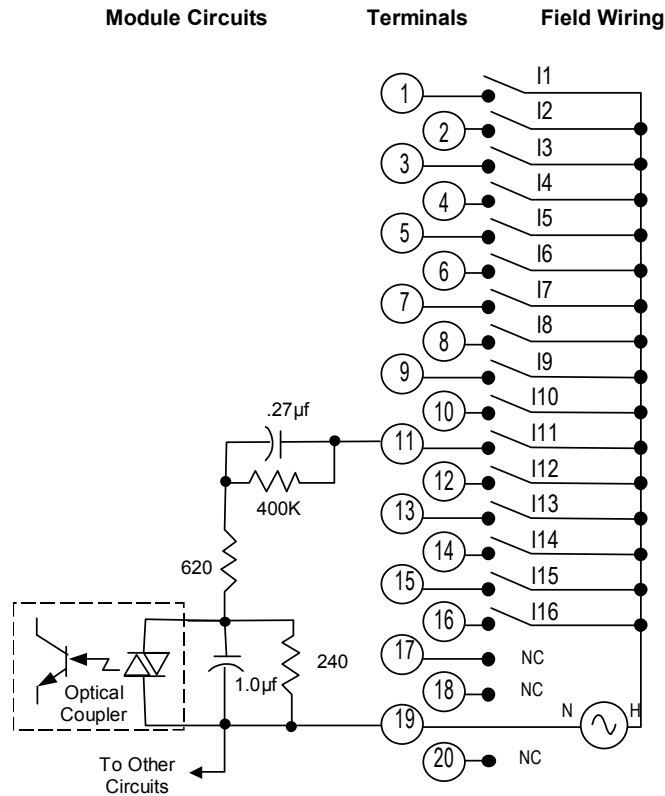 Module Circuits Terminals Field Wiring
1 I1
2 I2
3 I3
4 I4
5 I5
6 I6
7 I7
8 I8
9 I9
10 I10
.27µf
11 I11
12 I12
400K
13 I13
14 I14
620
15 I15
16 I16
17 NC
240
1.0µf
18 NC
Optical
Coupler
19 N H
To Other
Circuits
20 NC